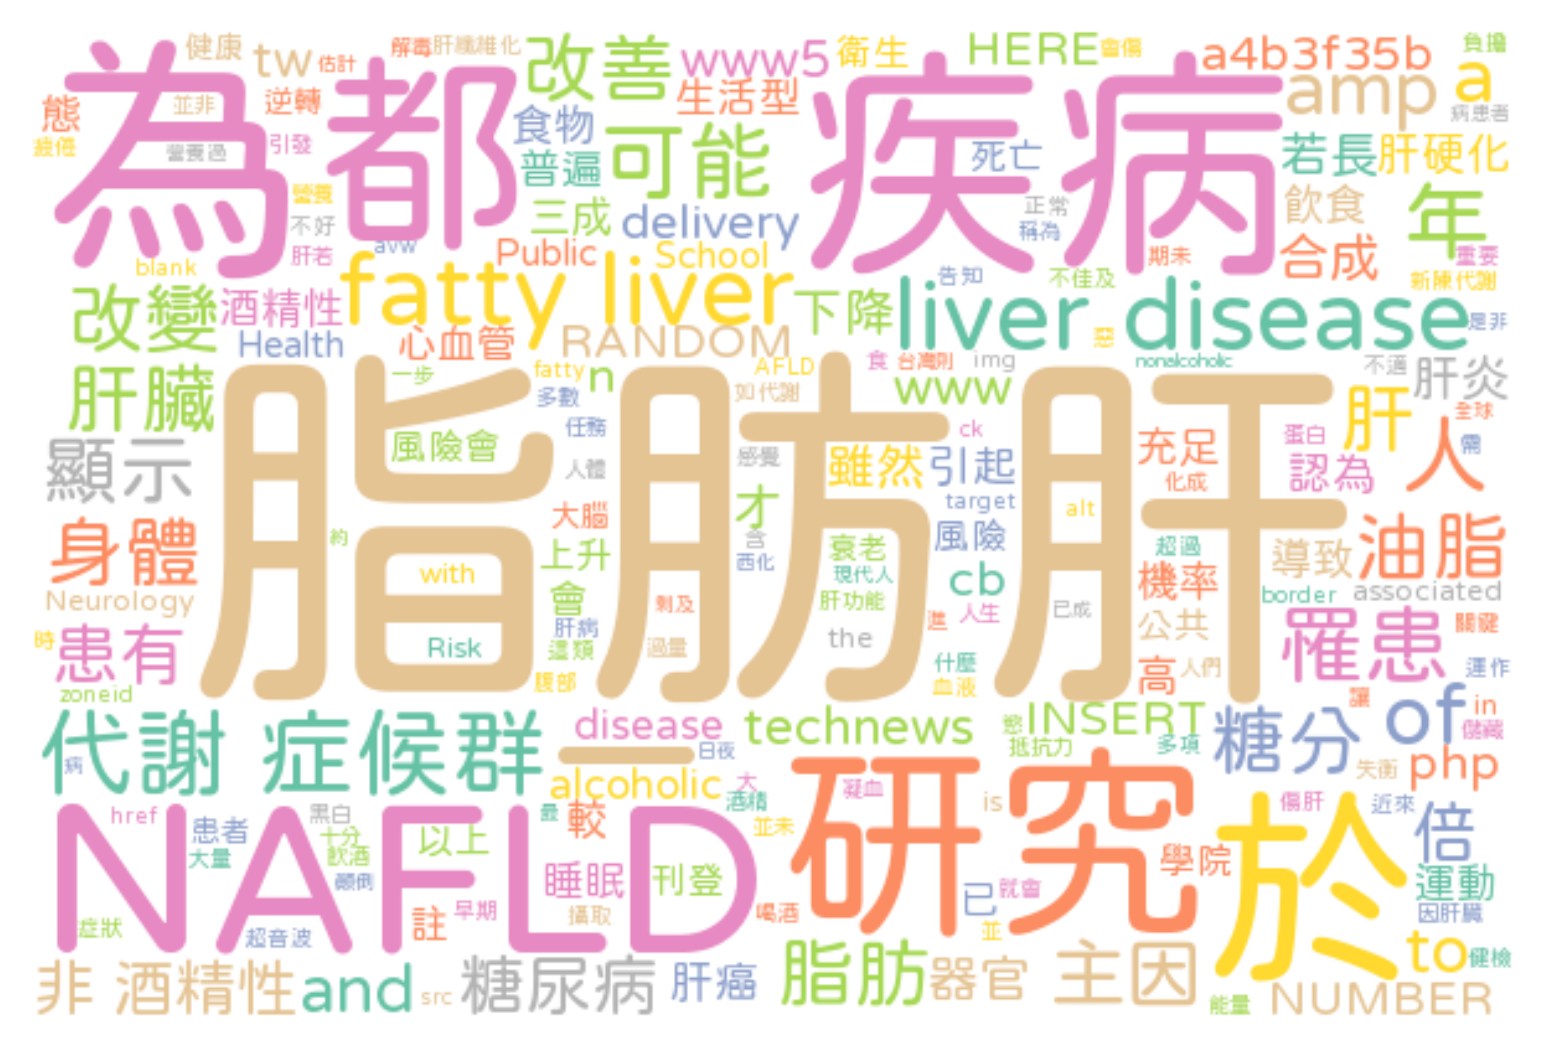 健康 tw 估計 解毒 肝纖維化 改善 www5 衛生 HERE 會傷 a4b3f35b 負擔
為都 疾病 amp a
態 並非 逆轉 食物 生活型 可能 死亡 若長 肝硬化 病患者
疲倦 營養過 引發 普遍 飲食 年
營養 不好 三成 delivery 正常 稱為 合成
肝若 avw Public School 期未 重要
blank fatty liver 告知 不佳及 新陳代謝
改變 酒精性 下降 liver disease 是非
Health 心血管 RANDOM 惡
肝臟 一步 fatty n AFLD 食 台灣則 img nonalcoholic 不適 肝炎
脂肪肝
多數 如代謝 www 肝 人 全球
顯示 風險會 任務 感覺 雖然 引起 ck 充足 蛋白 認為 需
人體 target 化成
身體 約 大腦 才 含 風險 alt 油脂
上升 西化 衰老 超過 導致
with 現代人 cb 機率
Neurology 會 剩及 肝功能 人生 已成 border associated
時 患有 Risk 肝病 這類 過量 the 進 公共 罹患 關鍵
zoneid 腹部 什麼 血液 高 人們 運作
代謝 症候群 disease technews 慾 INSERT 抵抗力 多項 讓 糖分 of in 儲藏
病 一 日夜 失衡 php
alcoholic 大 研究
NAFLD href 患者 黑白 最 較 酒精 凝血 is 傷肝 近來 倍
大量 十分 飲酒 以上 並未 於
顛倒 睡眠 刊登 學院 運動
症狀 超音波 註 早期 攝取 喝酒 已 就會 並 因肝臟
非 酒精性 and src 糖尿病 肝癌 脂肪 器官 主因 to 健檢
能量 NUMBER